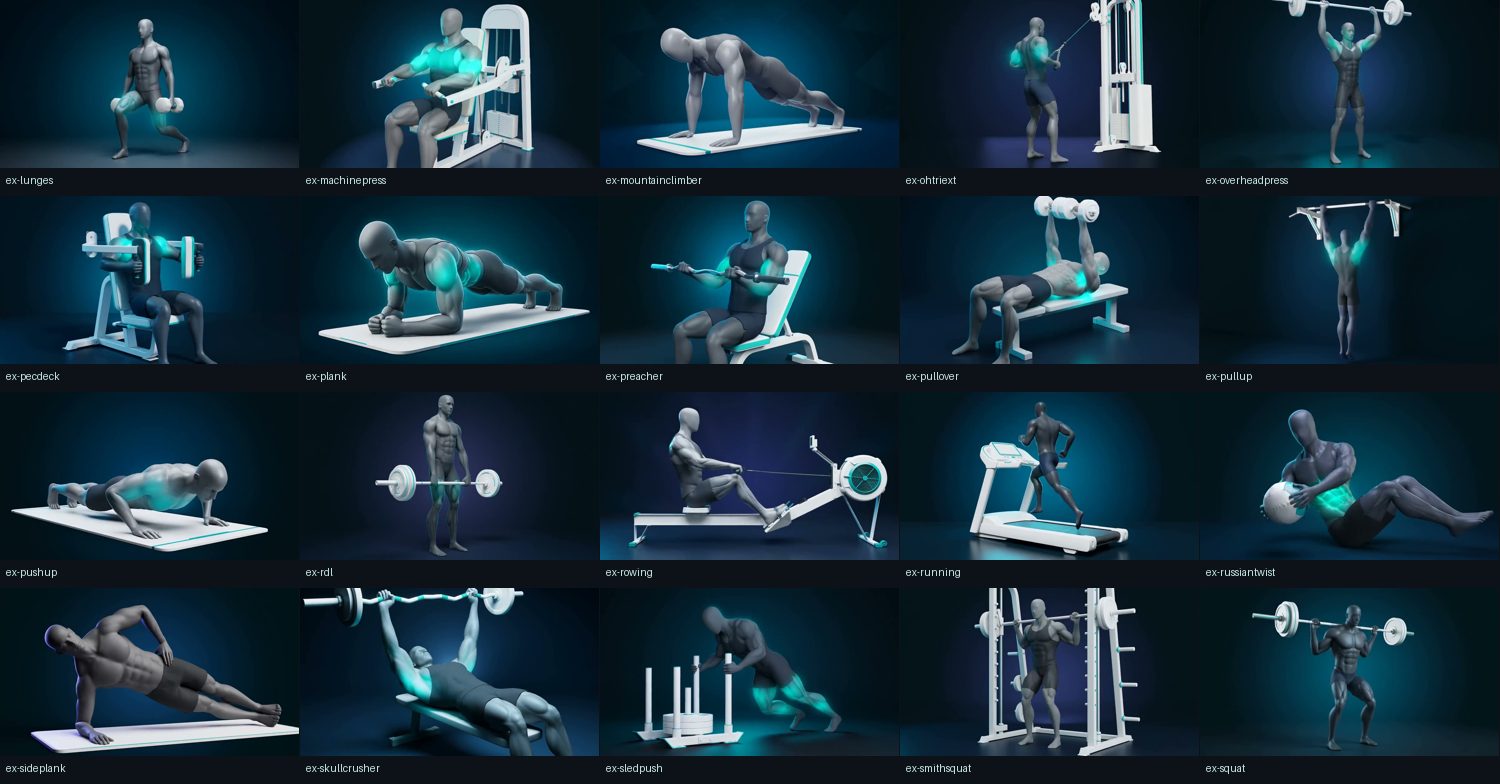 ex-lunges
ex-machinepress
ex-mountainclimber
ex-ohtriext
ex-overheadpress
ex-pecdeck
ex-plank
ex-preacher
ex-pullover
ex-pullup
ex-pushup
ex-rdl
ex-rowing
ex-running
ex-russiantwist
ex-sideplank
ex-skullcrusher
ex-sledpush
ex-smithsquat
ex-squat